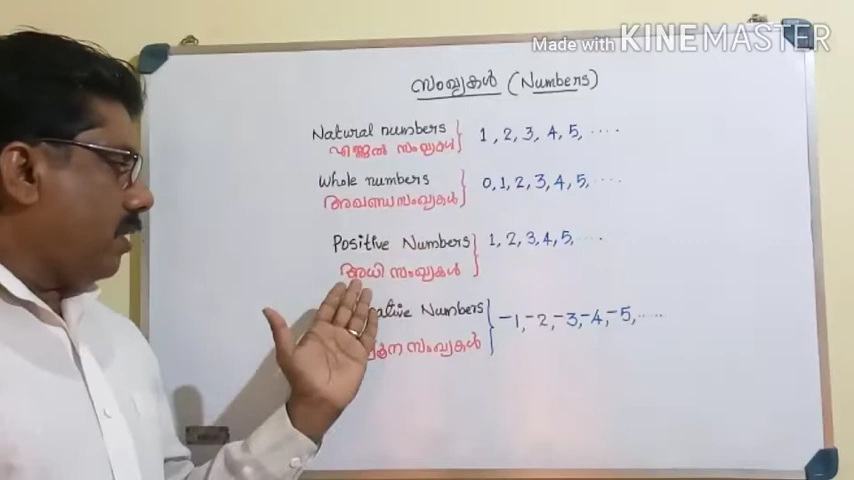 Made with KINEMASTER
സംഖ്യകൾ (Numbers)
Natural numbers } 1, 2, 3, 4, 5, ....
എണ്ണൽ സംഖ്യകൾ
Whole numbers } 0, 1, 2, 3, 4, 5, ....
അഖണ്ഡസംഖ്യകൾ
Positive Numbers } 1, 2, 3, 4, 5, ....
അധി സംഖ്യകൾ
Numbers } -1, -2, -3, -4, -5, .....
സംഖ്യകൾ